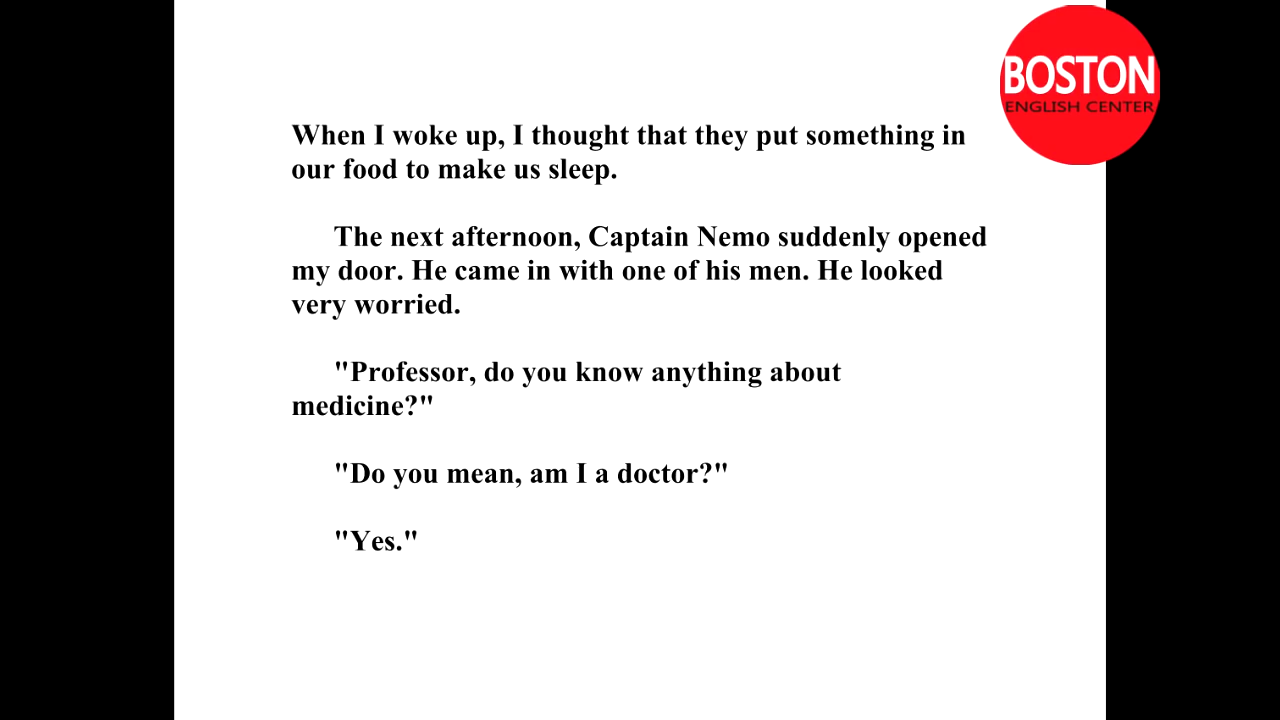 BOSTON
ENGLISH CENTER
When I woke up, I thought that they put something in
our food to make us sleep.
The next afternoon, Captain Nemo suddenly opened
my door. He came in with one of his men. He looked
very worried.
"Professor, do you know anything about
medicine?"
"Do you mean, am I a doctor?"
"Yes."